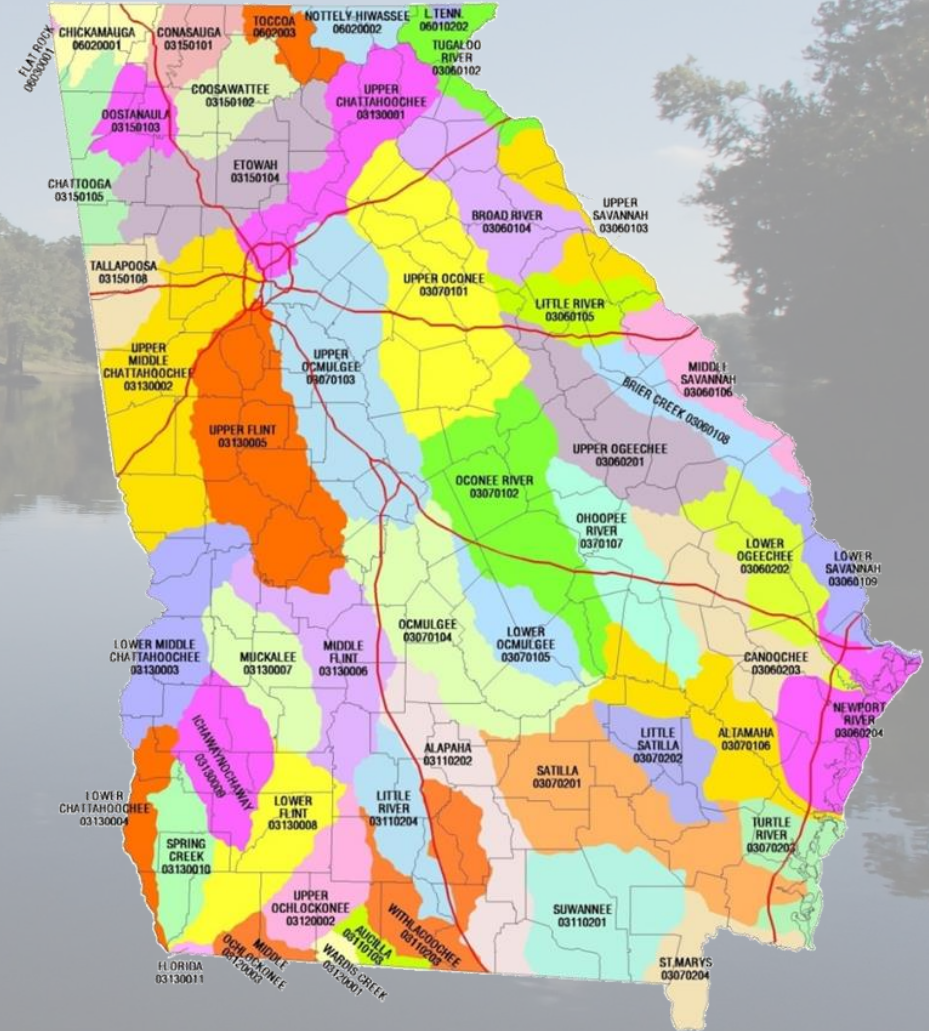 FLAT ROCK
06030001
CHICKAMAUGA
06020001
CONASAUGA
03150101
TOCCOA
0602003
NOTTELY-HIWASSEE
06020002
L.TENN.
06010202
TUGALOO
RIVER
03060102
COOSAWATTEE
03150102
UPPER
CHATTAHOOCHEE
03130001
OOSTANAULA
03150103
ETOWAH
03150104
CHATTOOGA
03150105
BROAD RIVER
03060104
UPPER
SAVANNAH
03060103
TALLAPOOSA
03150108
UPPER OCONEE
03070101
LITTLE RIVER
03060105
UPPER
MIDDLE
CHATTAHOOCHEE
03130002
UPPER
OCMULGEE
03070103
MIDDLE
SAVANNAH
03060106
BRIER CREEK 03060108
UPPER FLINT
03130005
UPPER OGEECHEE
03060201
OCONEE RIVER
03070102
OHOOPEE
RIVER
0370107
LOWER
OGEECHEE
03060202
LOWER
SAVANNAH
03060109
LOWER MIDDLE
CHATTAHOOCHEE
03130003
MUCKALEE
03130007
MIDDLE
FLINT
03130006
OCMULGEE
03070104
LOWER
OCMULGEE
03070105
CANOOCHEE
03060203
NEWPORT
RIVER
03060204
ICHAWAYNOCHAWAY
03130009
ALAPAHA
03110202
LITTLE
SATILLA
03070202
ALTAMAHA
03070106
SATILLA
03070201
LOWER
CHATTAHOOCHEE
03130004
LOWER
FLINT
03130008
LITTLE
RIVER
03110204
TURTLE
RIVER
03070203
SPRING
CREEK
03130010
UPPER
OCHLOCKONEE
03120002
SUWANNEE
03110201
WITHLACOOCHEE
03110203
AUCILLA
03110103
MIDDLE
OCHLOCKONEE
03120003
WARDIS CREEK
03120001
FLORIDA
03130011
ST.MARYS
03070204